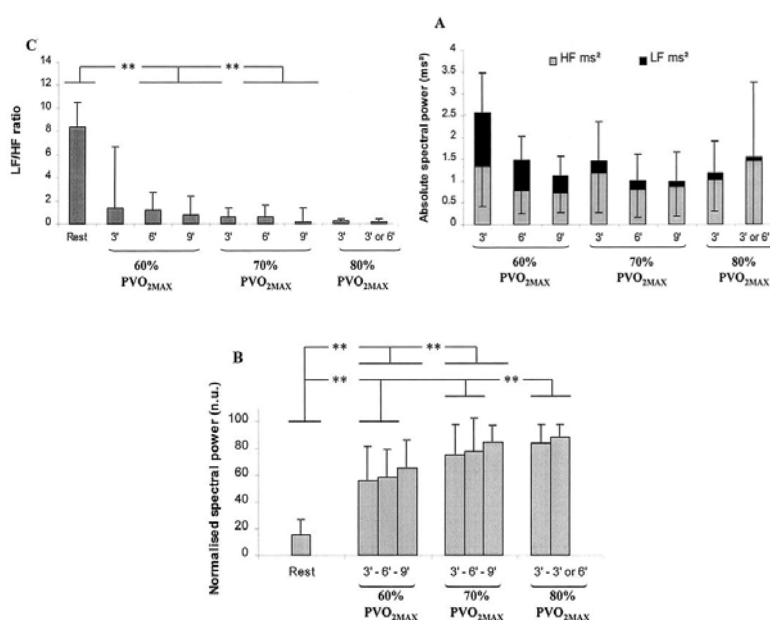 C
**
**
14
12
10
8
6
4
2
0
LF/HF ratio
Rest
3'
6'
9'
3'
6'
9'
3'
3' or 6'
60%
PVO2MAX
70%
PVO2MAX
80%
PVO2MAX
A
HF ms²
LF ms²
4
3.5
3
2.5
2
1.5
1
0.5
0
Absolute spectral power (ms²)
3'
6'
9'
3'
6'
9'
3'
3' or 6'
60%
PVO2MAX
70%
PVO2MAX
80%
PVO2MAX
B
**
**
**
**
100
80
60
40
20
0
Normalised spectral power (n.u.)
Rest
3' - 6' - 9'
3' - 6' - 9'
3' - 3' or 6'
60%
PVO2MAX
70%
PVO2MAX
80%
PVO2MAX